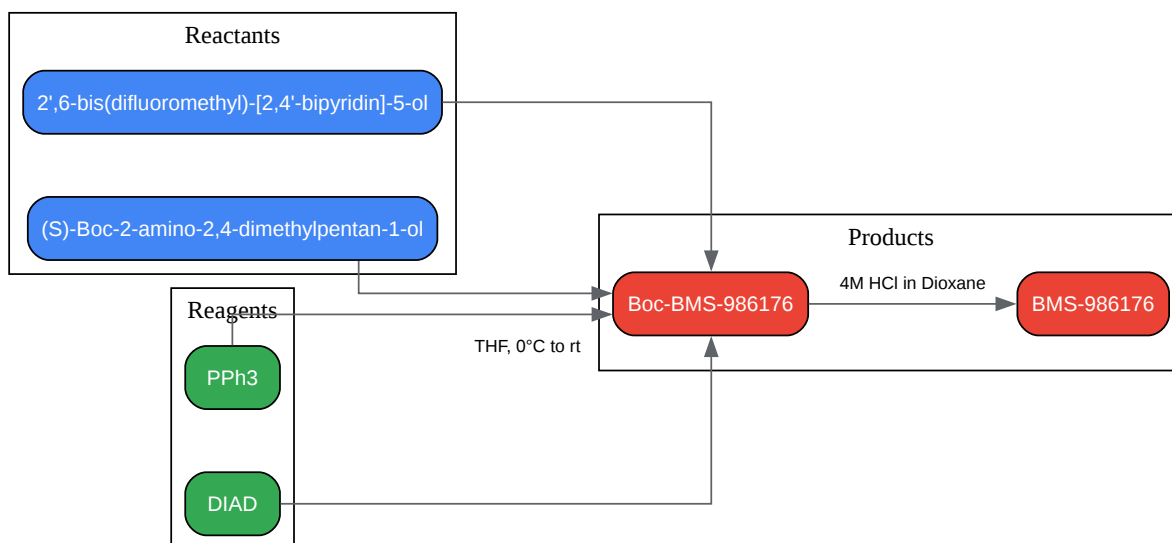 Reactants
2',6-bis(difluoromethyl)-[2,4'-bipyridin]-5-ol
(S)-Boc-2-amino-2,4-dimethylpentan-1-ol
Products
Boc-BMS-986176
4M HCl in Dioxane
BMS-986176
Reagents
THF, 0°C to rt
PPh3
DIAD